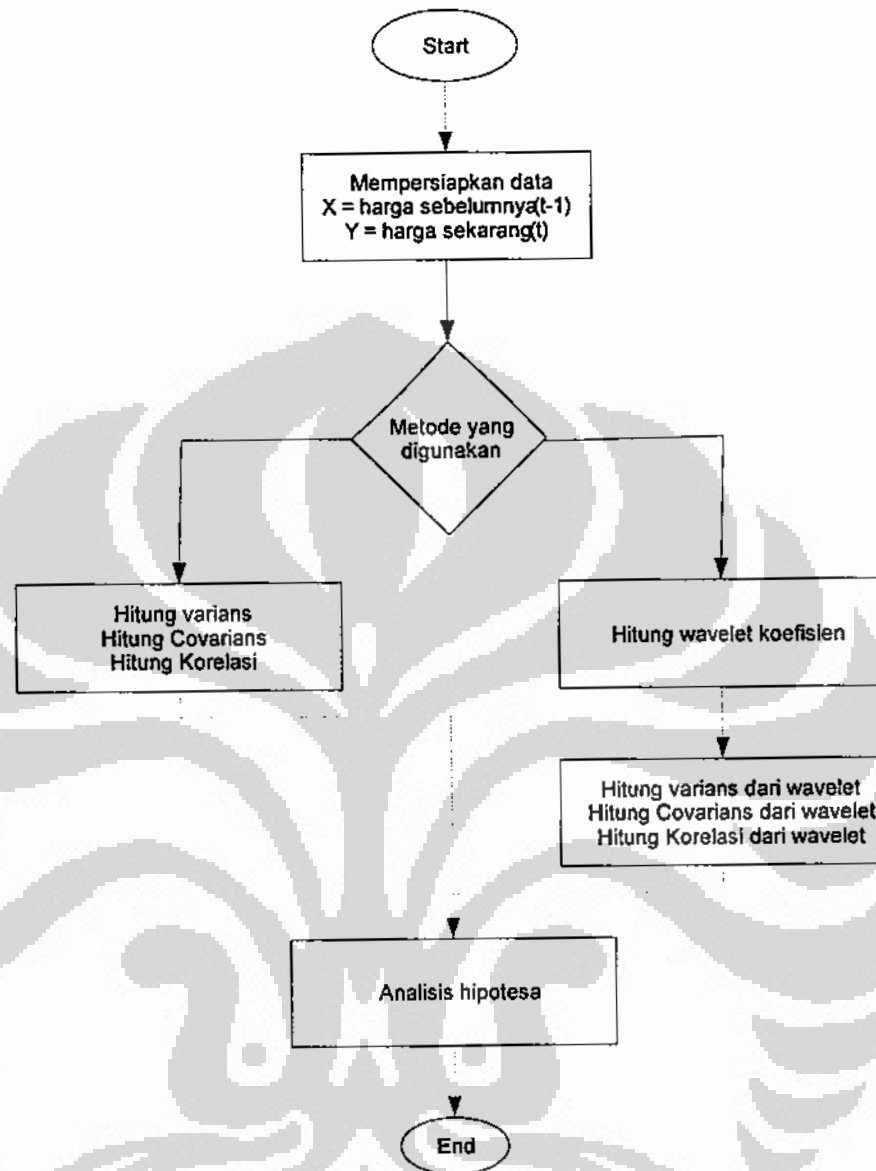 Start
Mempersiapkan data
X = harga sebelumnya(t-1)
Y = harga sekarang(t)
Metode yang
digunakan
Hitung varians
Hitung Covarians
Hitung Korelasi
Hitung wavelet koefisien
Hitung varians dari wavelet
Hitung Covarians dari wavelet
Hitung Korelasi dari wavelet
Analisis hipotesa
End